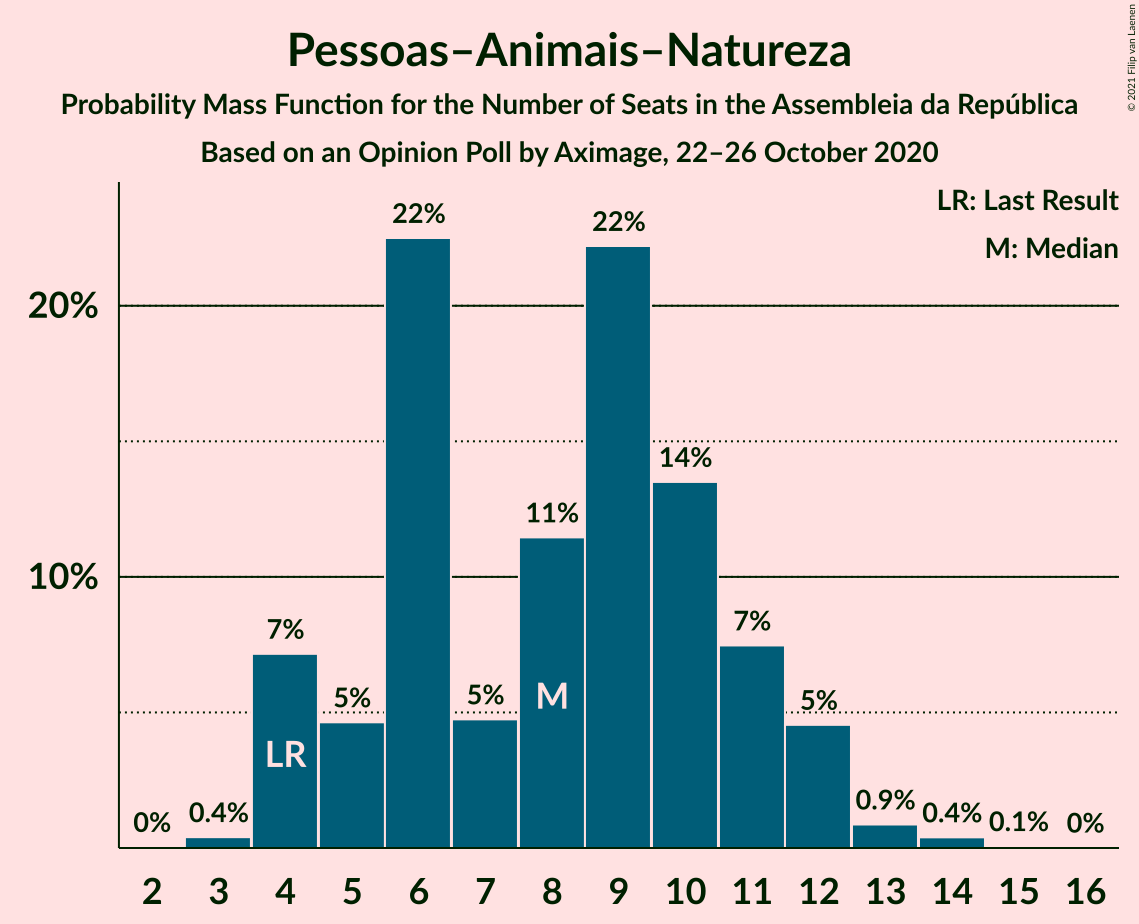 Pessoas–Animais–Natureza
Probability Mass Function for the Number of Seats in the Assembleia da República
Based on an Opinion Poll by Aximage, 22–26 October 2020
© 2021 Filip van Laenen
LR: Last Result
M: Median
20%
10%
0%
0.4%
7%
5%
22%
5%
11%
22%
14%
7%
5%
0.9%
0.4%
0.1%
0%
LR
M
2 3 4 5 6 7 8 9 10 11 12 13 14 15 16